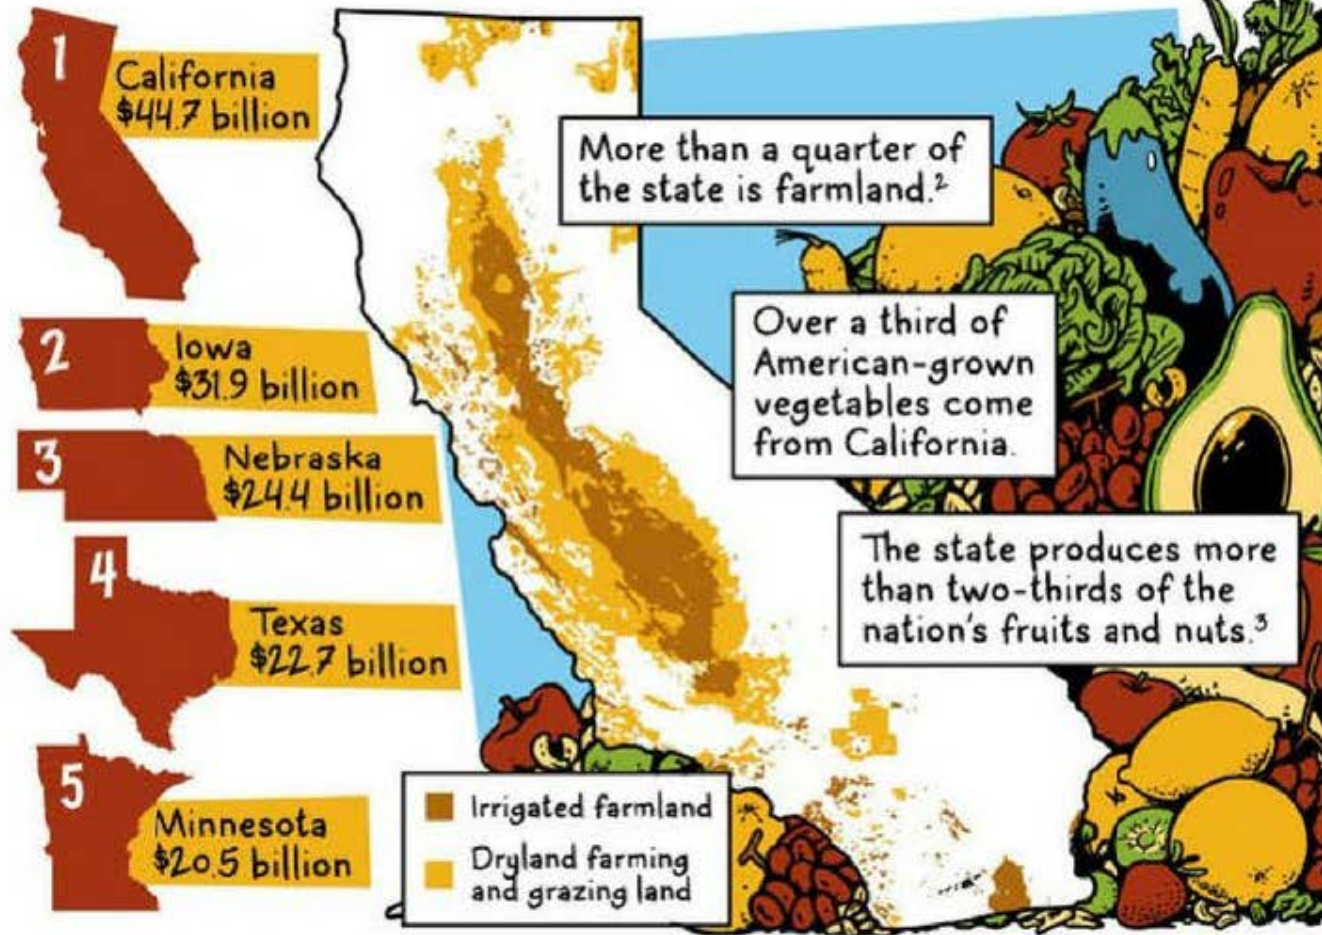 1
California
$44.7 billion
2
Iowa
$31.9 billion
3
Nebraska
$24.4 billion
4
Texas
$22.7 billion
5
Minnesota
$20.5 billion
More than a quarter of
the state is farmland.²
Over a third of
American-grown
vegetables come
from California.
The state produces more
than two-thirds of the
nation's fruits and nuts.³
Irrigated farmland
Dryland farming
and grazing land